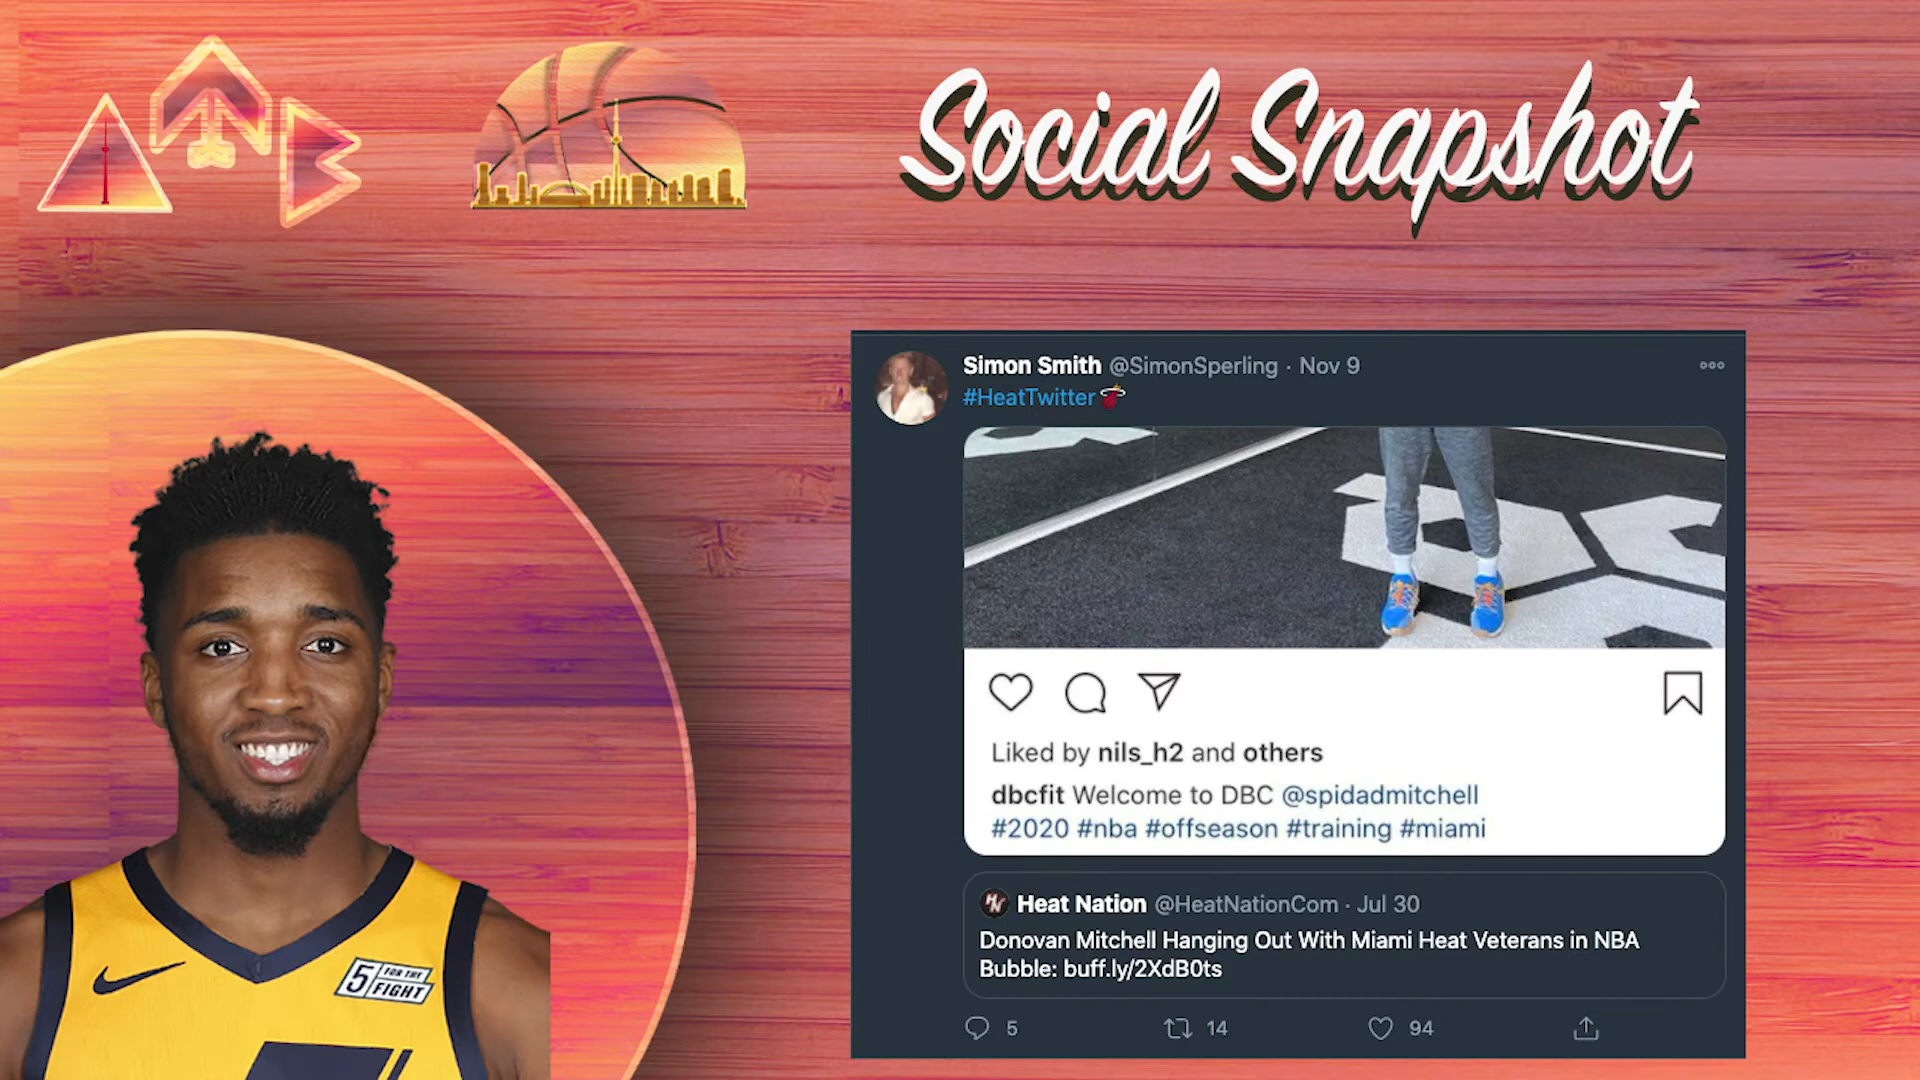 Social Snapshot
Simon Smith @SimonSperling · Nov 9
#HeatTwitter
Liked by nils_h2 and others
dbcfit Welcome to DBC @spidadmitchell
#2020 #nba #offseason #training #miami
Heat Nation @HeatNationCom · Jul 30
Donovan Mitchell Hanging Out With Miami Heat Veterans in NBA
Bubble: buff.ly/2XdB0ts
5 14 94
5 FOR THE
FIGHT